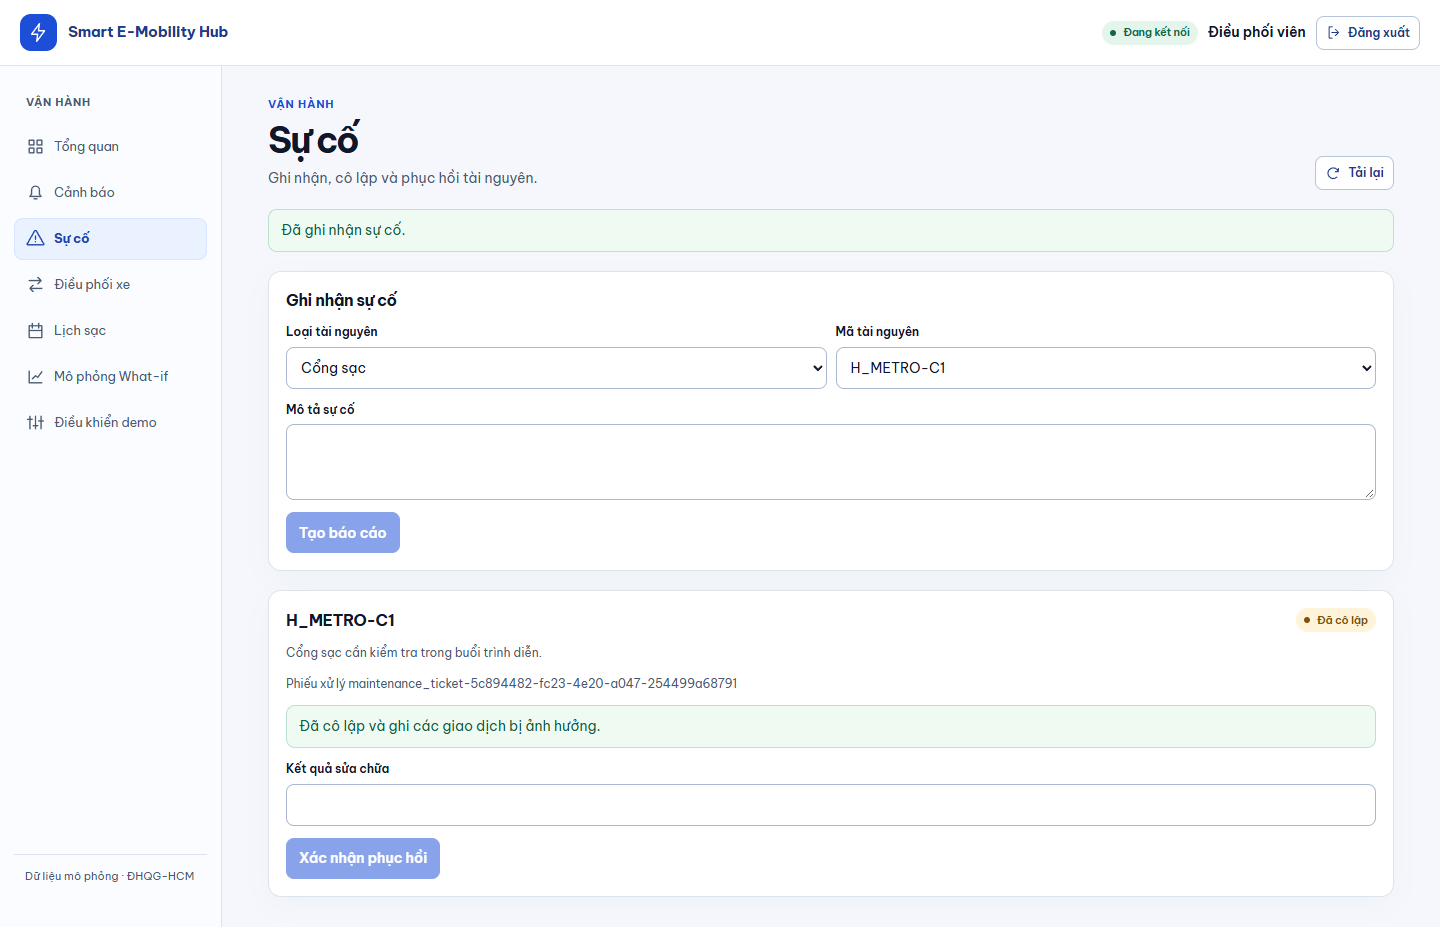 Smart E-Mobility Hub
Đang kết nối
Điều phối viên
Đăng xuất
VẬN HÀNH
Tổng quan
Cảnh báo
Sự cố
Điều phối xe
Lịch sạc
Mô phỏng What-if
Điều khiển demo
Dữ liệu mô phỏng · ĐHQG-HCM
VẬN HÀNH
Sự cố
Ghi nhận, cô lập và phục hồi tài nguyên.
Tải lại
Đã ghi nhận sự cố.
Ghi nhận sự cố
Loại tài nguyên
Mã tài nguyên
Cổng sạc
H_METRO-C1
Mô tả sự cố
Tạo báo cáo
H_METRO-C1
Đã cô lập
Cổng sạc cần kiểm tra trong buổi trình diễn.
Phiếu xử lý maintenance_ticket-5c894482-fc23-4e20-a047-254499a68791
Đã cô lập và ghi các giao dịch bị ảnh hưởng.
Kết quả sửa chữa
Xác nhận phục hồi